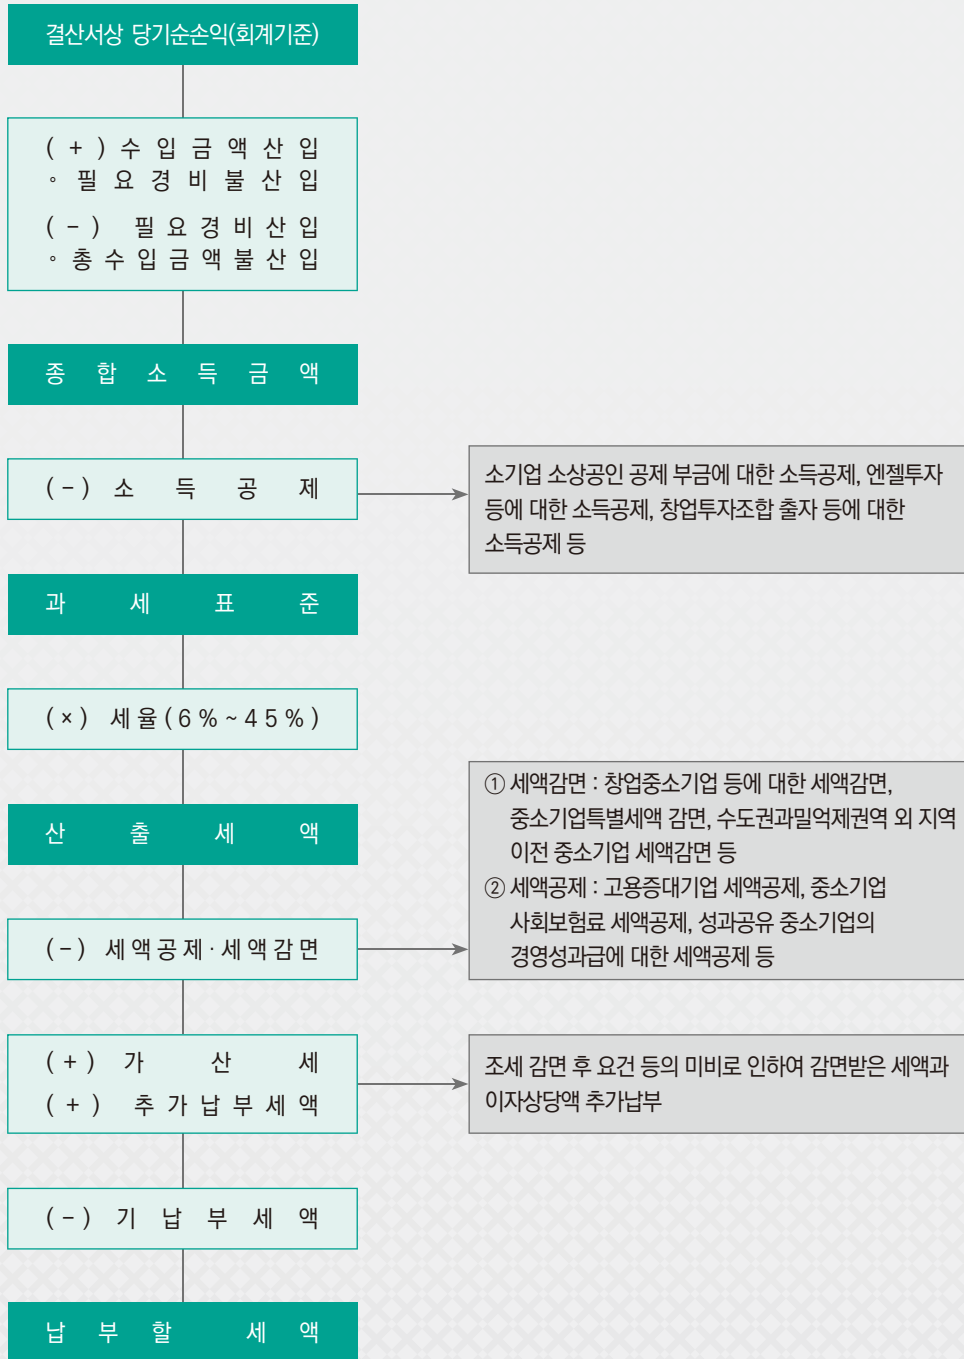 결산서상 당기순손익(회계기준)
(+)수입금액산입
◦필요경비불산입
(-) 필요경비산입
◦총수입금액불산입
종합소득금액
(-)소득공제
소기업 소상공인 공제 부금에 대한 소득공제, 엔젤투자
등에 대한 소득공제, 창업투자조합 출자 등에 대한
소득공제 등
과세표준
(×) 세율(6%~45%)
산출세액
(-)세액공제·세액감면
① 세액감면 : 창업중소기업 등에 대한 세액감면,
중소기업특별세액 감면, 수도권과밀억제권역 외 지역
이전 중소기업 세액감면 등
② 세액공제 : 고용증대기업 세액공제, 중소기업
사회보험료 세액공제, 성과공유 중소기업의
경영성과급에 대한 세액공제 등
(+)가산세
(+) 추가납부세액
조세 감면 후 요건 등의 미비로 인하여 감면받은 세액과
이자상당액 추가납부
(-)기납부세액
납부할 세액